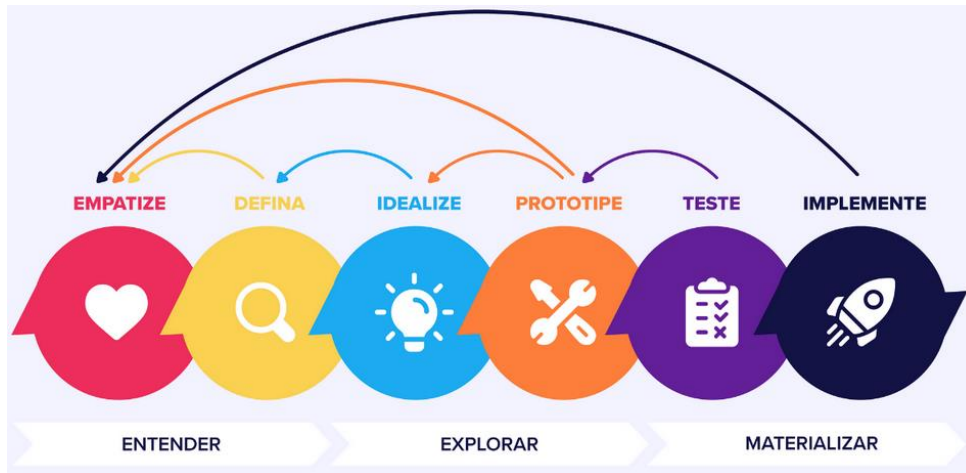 EMPATIZE
DEFINA
IDEALIZE
PROTOTIPE
TESTE
IMPLEMENTE
ENTENDER
EXPLORAR
MATERIALIZAR